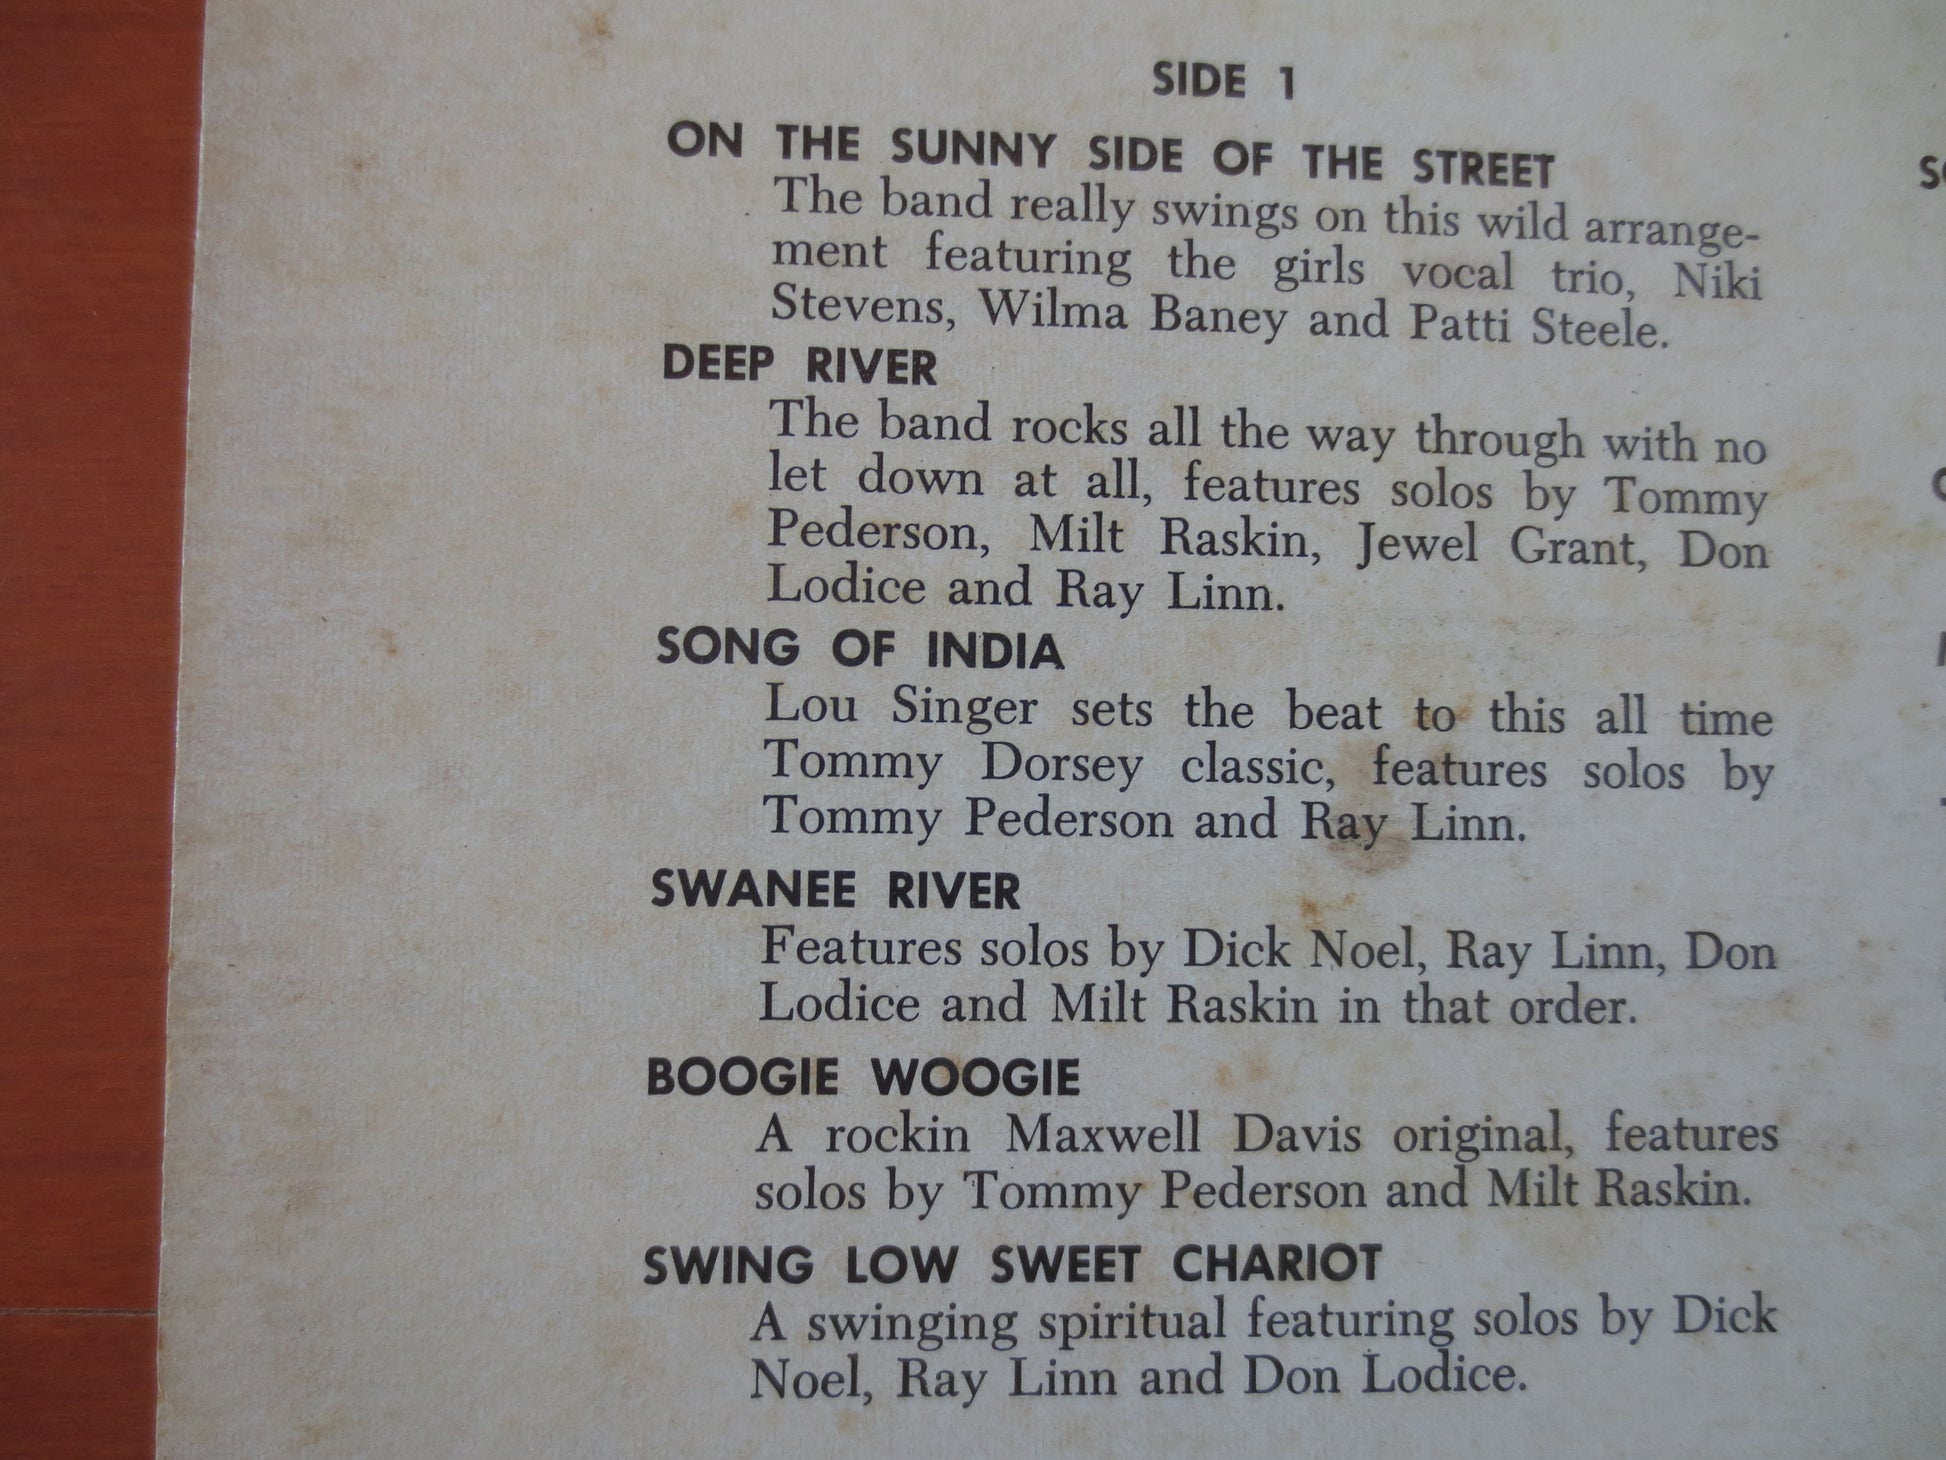 SIDE 1
ON THE SUNNY SIDE OF THE STREET
The band really swings on this wild arrange-
ment featuring the girls vocal trio, Niki
Stevens, Wilma Baney and Patti Steele.
DEEP RIVER
The band rocks all the way through with no
let down at all, features solos by Tommy
Pederson, Milt Raskin, Jewel Grant, Don
Lodice and Ray Linn.
SONG OF INDIA
Lou Singer sets the beat to this all time
Tommy Dorsey classic, features solos by
Tommy Pederson and Ray Linn.
SWANEE RIVER
Features solos by Dick Noel, Ray Linn, Don
Lodice and Milt Raskin in that order.
BOOGIE WOOGIE
A rockin Maxwell Davis original, features
solos by Tommy Pederson and Milt Raskin.
SWING LOW SWEET CHARIOT
A swinging spiritual featuring solos by Dick
Noel, Ray Linn and Don Lodice.